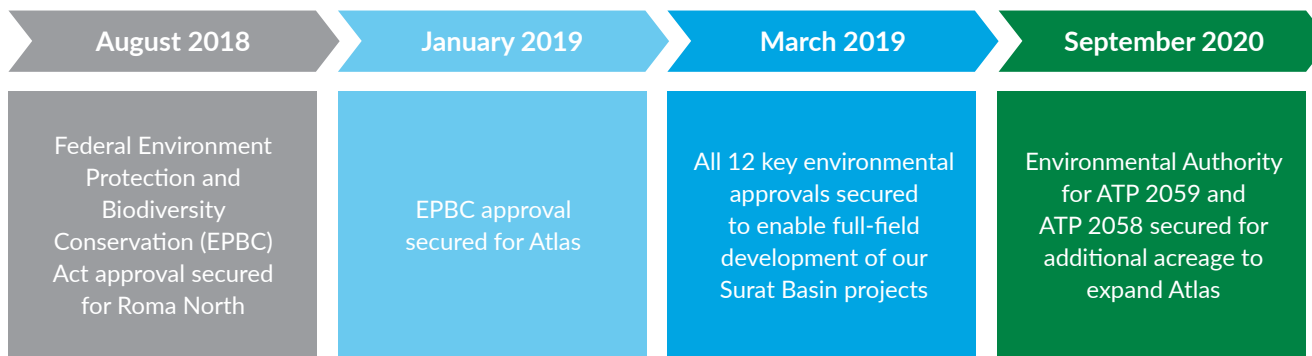 August 2018
Federal Environment
Protection and
Biodiversity
Conservation (EPBC)
Act approval secured
for Roma North
January 2019
EPBC approval
secured for Atlas
March 2019
All 12 key environmental
approvals secured
to enable full-field
development of our
Surat Basin projects
September 2020
Environmental Authority
for ATP 2059 and
ATP 2058 secured for
additional acreage to
expand Atlas